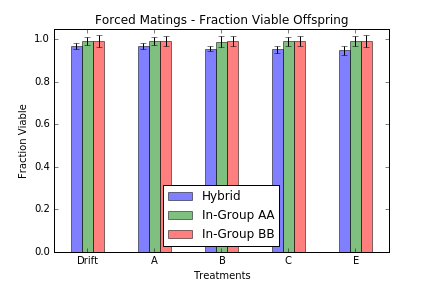 Forced Matings - Fraction Viable Offspring
1.0
0.8
0.6
0.4
0.2
0.0
Fraction Viable
Hybrid
In-Group AA
In-Group BB
Drift A B C E
Treatments